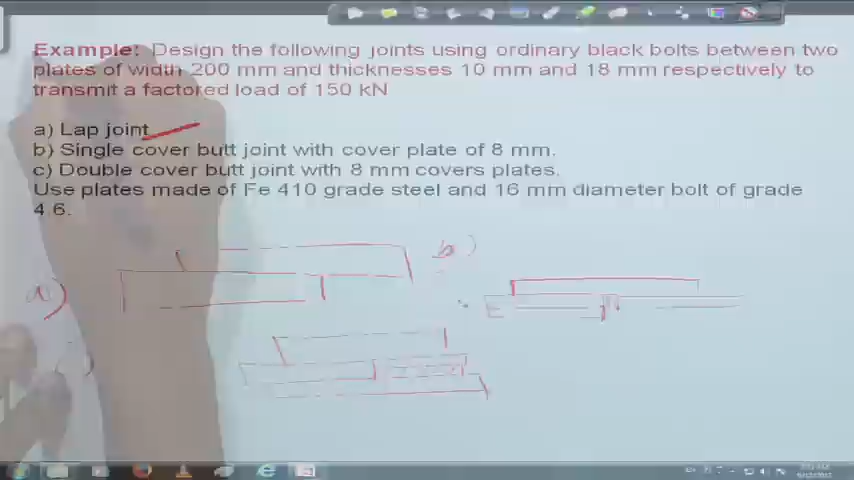 Example: Design the following joints using ordinary black bolts between two
plates of width 200 mm and thicknesses 10 mm and 18 mm respectively to
transmit a factored load of 150 kN
a) Lap joint
b) Single cover butt joint with cover plate of 8 mm.
c) Double cover butt joint with 8 mm covers plates.
Use plates made of Fe 410 grade steel and 16 mm diameter bolt of grade
4.6.
a)
b)